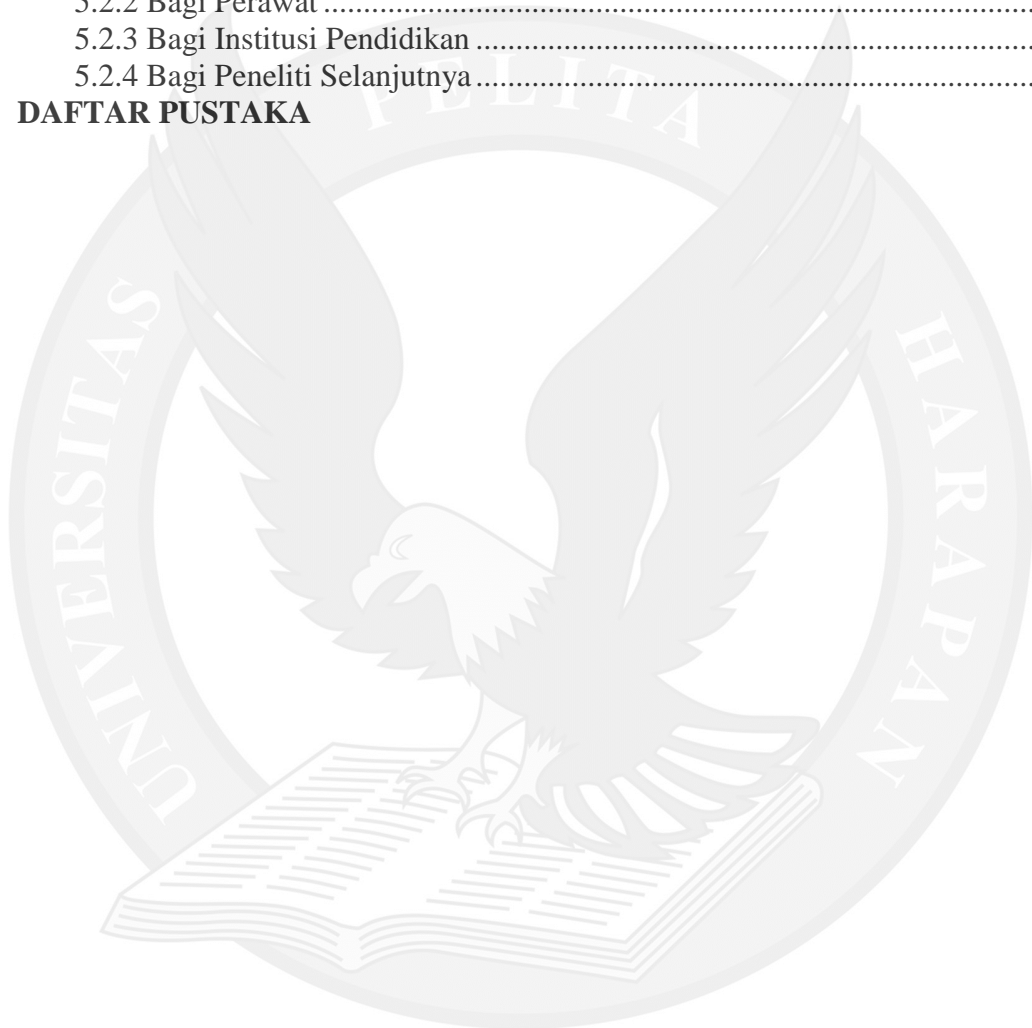 5.2.2 Bagi Perawat ........................................................................................................
5.2.3 Bagi Institusi Pendidikan ....................................................................................
5.2.4 Bagi Peneliti Selanjutnya ....................................................................................
DAFTAR PUSTAKA
UNIVERSITAS PELITA HARAPAN